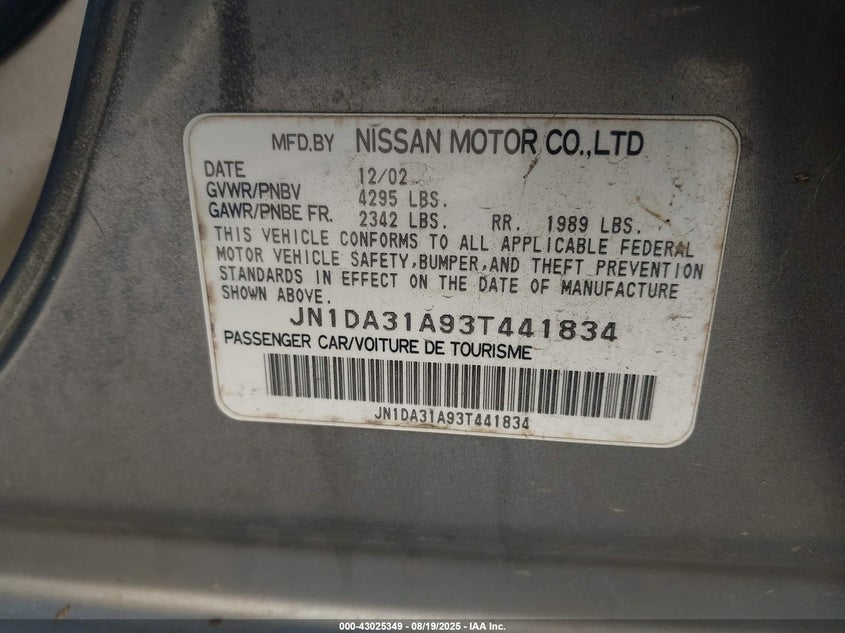 MFD.BY NISSAN MOTOR CO.,LTD
DATE 12/02
GVWR/PNBV 4295 LBS.
GAWR/PNBE FR. 2342 LBS. RR. 1989 LBS.
THIS VEHICLE CONFORMS TO ALL APPLICABLE FEDERAL
MOTOR VEHICLE SAFETY,BUMPER,AND THEFT PREVENTION
STANDARDS IN EFFECT ON THE DATE OF MANUFACTURE
SHOWN ABOVE.
JN1DA31A93T441834
PASSENGER CAR/VOITURE DE TOURISME
JN1DA31A93T441834
000-43025349 - 08/19/2025 - IAA Inc.